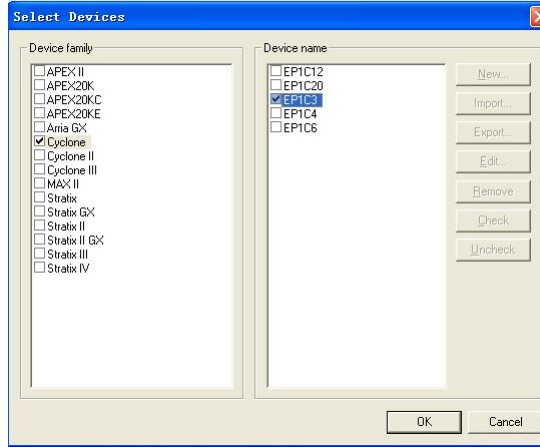 Select Devices
Device family
APEX II
APEX20K
APEX20KC
APEX20KE
Arria GX
Cyclone
Cyclone II
Cyclone III
MAX II
Stratix
Stratix GX
Stratix II
Stratix II GX
Stratix III
Stratix IV
Device name
EP1C12
EP1C20
EP1C3
EP1C4
EP1C6
New...
Import...
Export...
Edit...
Remove
Check
Uncheck
OK
Cancel